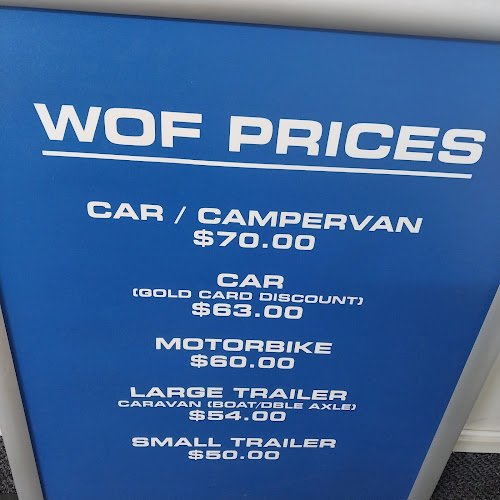 WOF PRICES
CAR / CAMPERVAN
$70.00
CAR
(GOLD CARD DISCOUNT)
$63.00
MOTORBIKE
$60.00
LARGE TRAILER
CARAVAN (BOAT/DBLE AXLE)
$54.00
SMALL TRAILER
$50.00